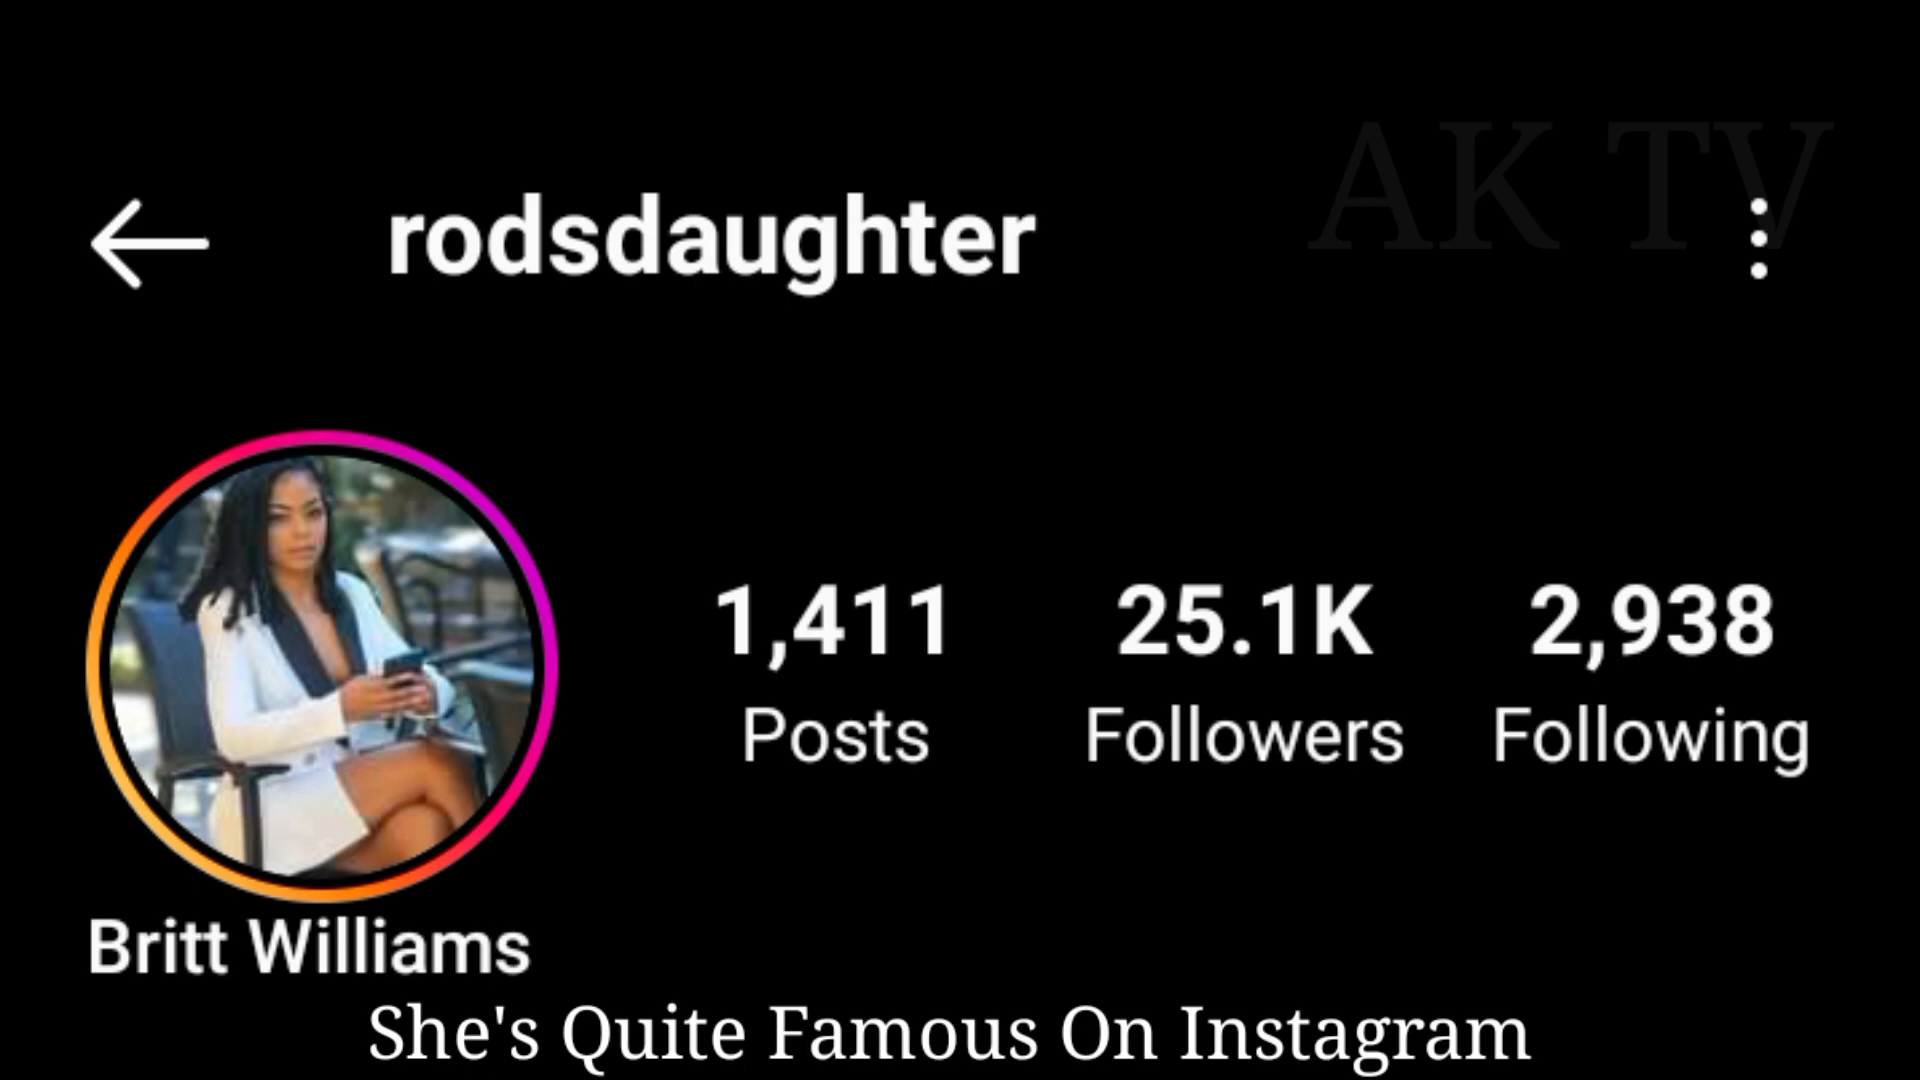 AK TV
rodsdaughter
1,411 25.1K 2,938
Posts Followers Following
Britt Williams
She's Quite Famous On Instagram